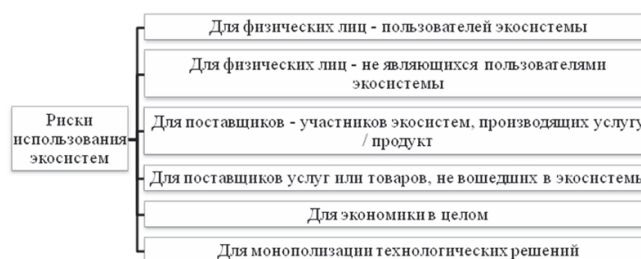 Для физических лиц - пользователей экосистемы
Для физических лиц - не являющихся пользователями
экосистемы
Риски
использования
экосистем
Для поставщиков - участников экосистем, производящих услугу
/ продукт
Для поставщиков услуг или товаров, не вошедших в экосистемы
Для экономики в целом
Для монополизации технологических решений